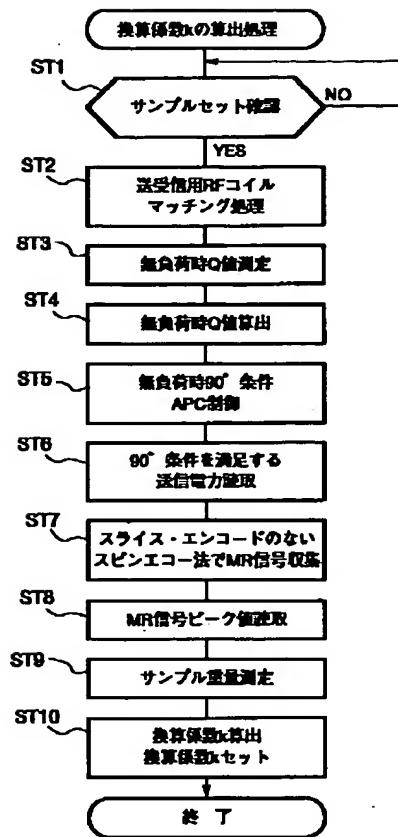 換算係数kの算出処理
ST1
サンプルセット確認
NO
YES
ST2
送受信用RFコイル
マッチング処理
ST3
無負荷時Q値測定
ST4
無負荷時Q値算出
ST5
無負荷時90°条件
APC制御
ST6
90°条件を満足する
送信電力読取
ST7
スライス・エンコードのない
スピンエコー法でMR信号収集
ST8
MR信号ピーク値読取
ST9
サンプル重量測定
ST10
換算係数k算出
換算係数kセット
終了